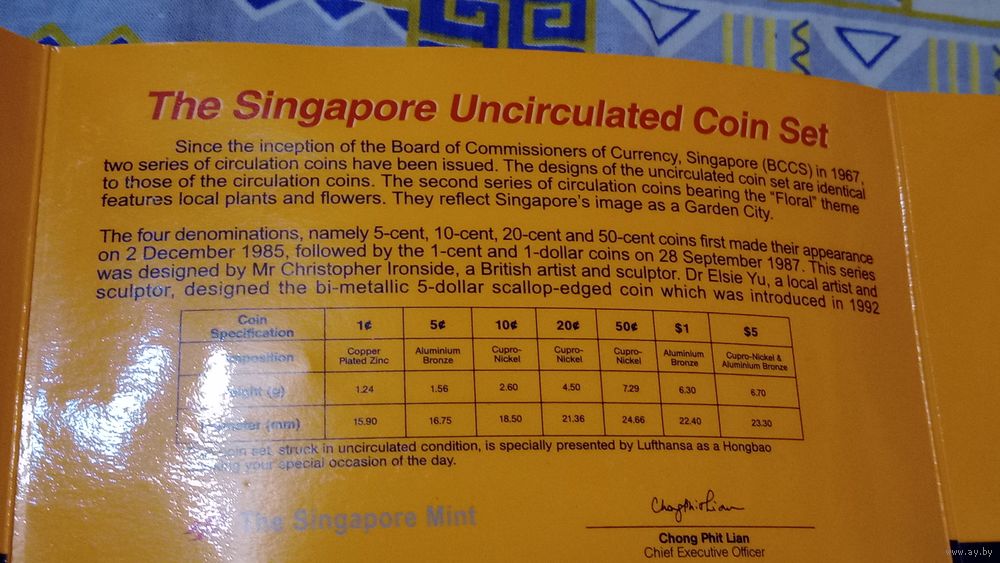 The Singapore Uncirculated Coin Set
Since the inception of the Board of Commissioners of Currency, Singapore (BCCS) in 1967,
two series of circulation coins have been issued. The designs of the uncirculated coin set are identical
to those of the circulation coins. The second series of circulation coins bearing the "Floral" theme
features local plants and flowers. They reflect Singapore's image as a Garden City.
The four denominations, namely 5-cent, 10-cent, 20-cent and 50-cent coins first made their appearance
on 2 December 1985, followed by the 1-cent and 1-dollar coins on 28 September 1987. This series
was designed by Mr Christopher Ironside, a British artist and sculptor. Dr Elsie Yu, a local artist and
sculptor, designed the bi-metallic 5-dollar scallop-edged coin which was introduced in 1992
Coin
Specification
1¢ 5¢ 10¢ 20¢ 50¢ $1 $5
Copper Plated Zinc Aluminium Bronze Cupro-Nickel Cupro-Nickel Cupro-Nickel Aluminium Bronze Cupro-Nickel & Aluminium Bronze
(g) 1.24 1.56 2.60 4.50 7.29 6.30 6.70
(mm) 15.90 16.75 18.50 21.36 24.66 22.40 23.30
coin set, struck in uncirculated condition, is specially presented by Lufthansa as a Hongbao
your special occasion of the day.
The Singapore Mint
Chong Phit Lian
Chong Phit Lian
Chief Executive Officer
www.ay.by